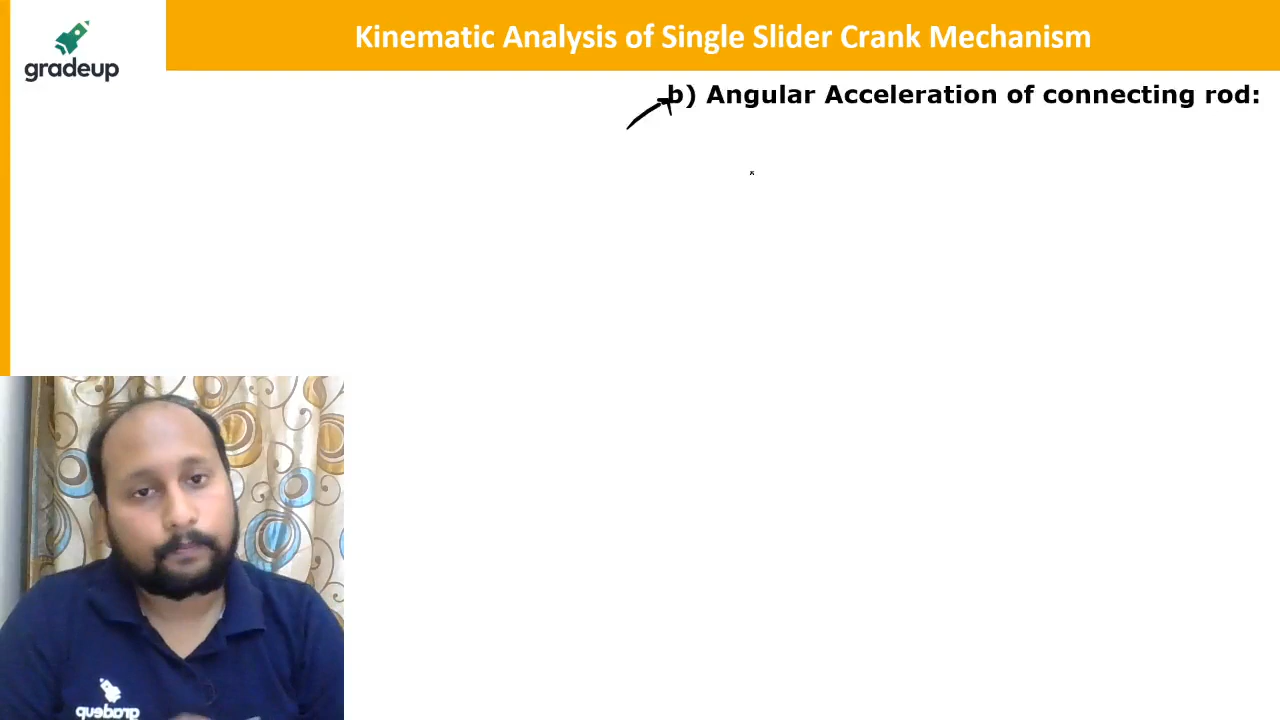 gradeup
Kinematic Analysis of Single Slider Crank Mechanism
b) Angular Acceleration of connecting rod:
gradeup